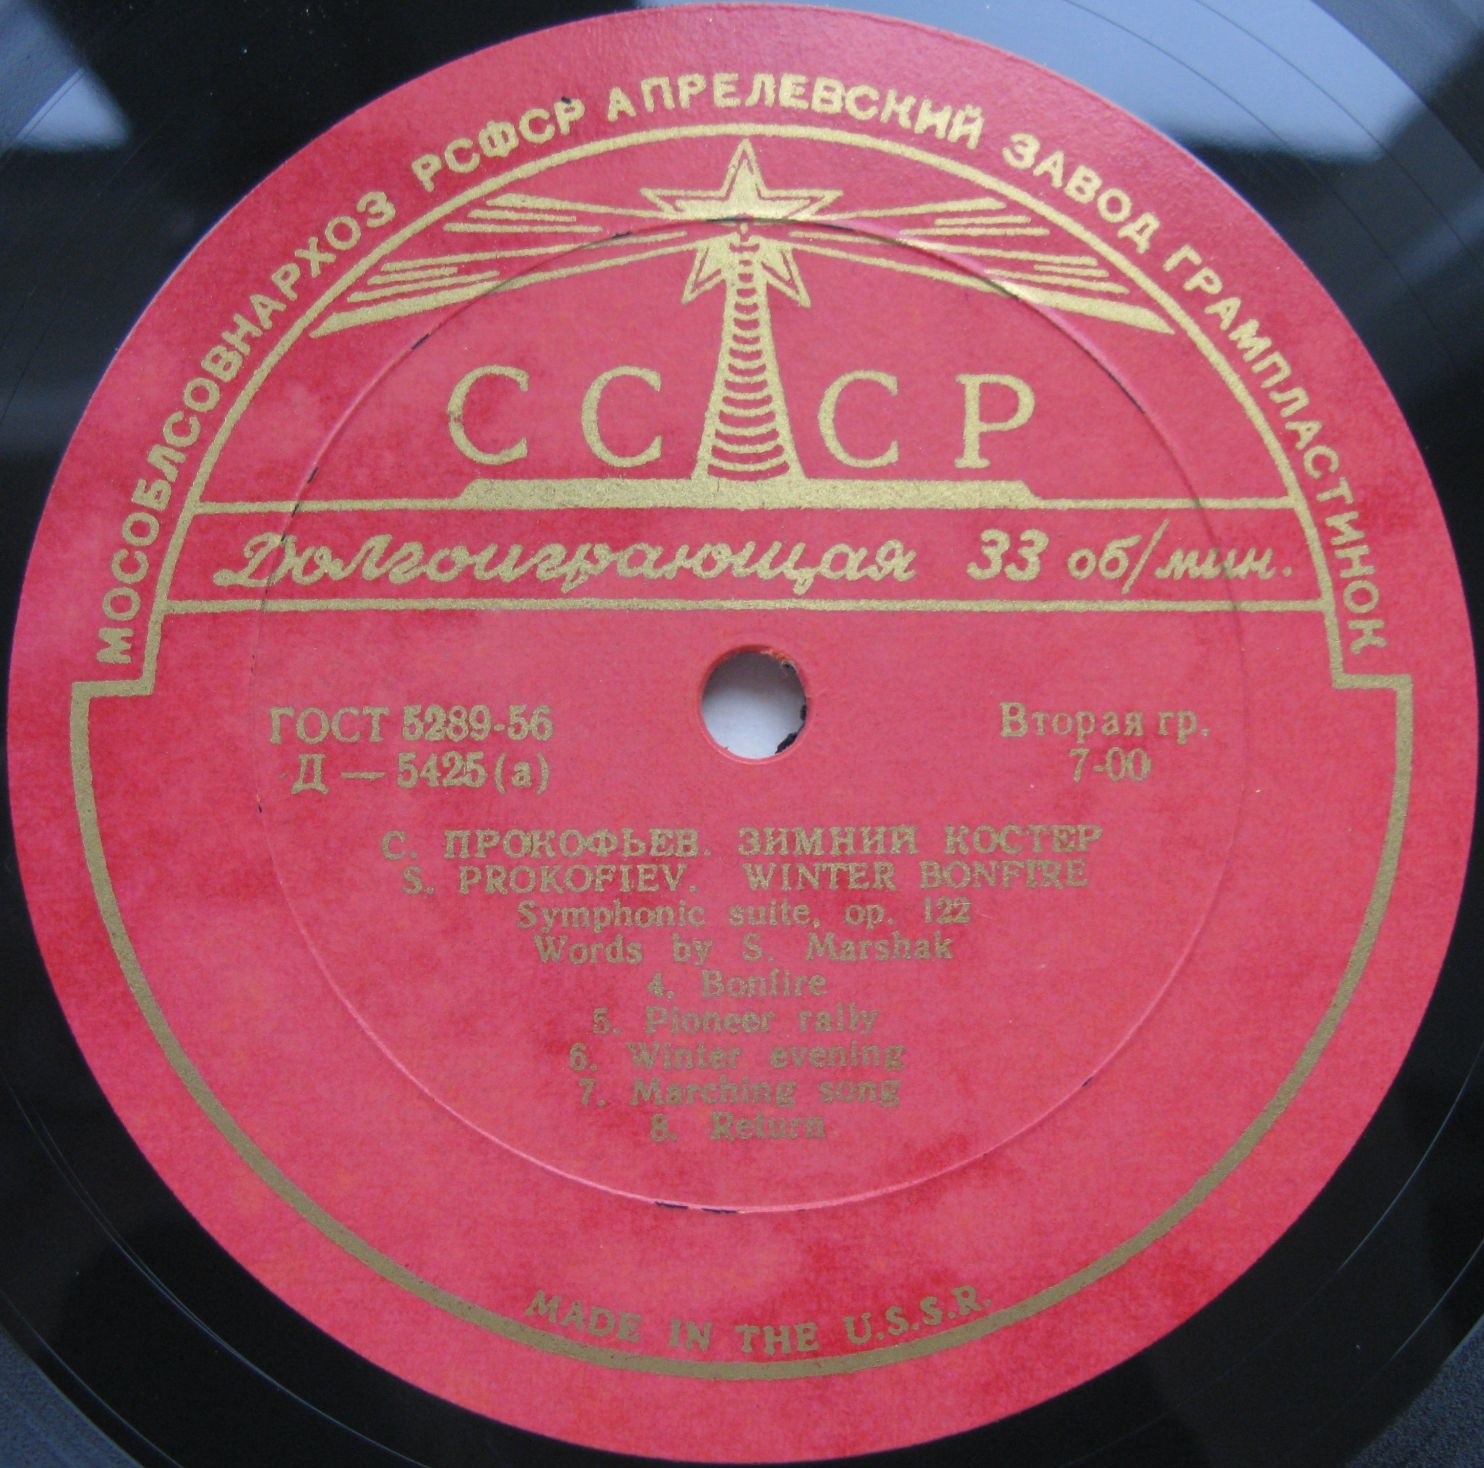 МОСОБЛСОВНАРХОЗ РСФСР АПРЕЛЕВСКИЙ ЗАВОД ГРАМПЛАСТИНОК
СССР
Долгоиграющая 33 об/мин.
ГОСТ 5289-56
Д — 5425 (а)
Вторая гр.
7-00
С. ПРОКОФЬЕВ. ЗИМНИЙ КОСТЕР
S. PROKOFIEV. WINTER BONFIRE
Symphonic suite, op. 122
Words by S. Marshak
4. Bonfire
5. Pioneer rally
6. Winter evening
7. Marching song
8. Return
MADE IN THE U.S.S.R.